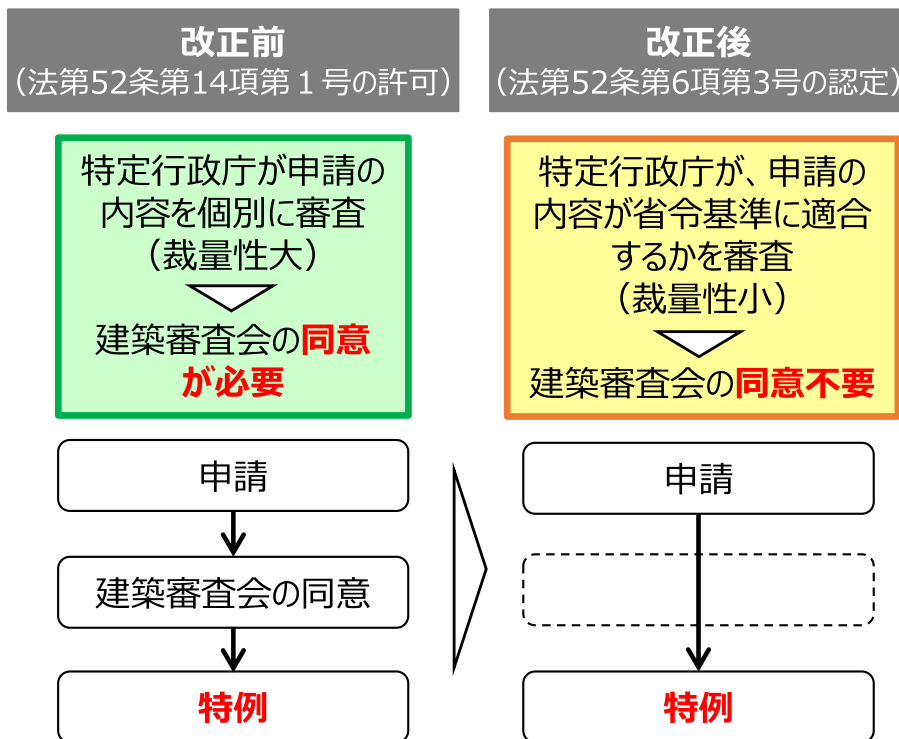 改正前
（法第52条第14項第１号の許可）
特定行政庁が申請の
内容を個別に審査
（裁量性大）
建築審査会の同意
が必要
申請
建築審査会の同意
特例
改正後
（法第52条第6項第3号の認定）
特定行政庁が、申請の
内容が省令基準に適合
するかを審査
（裁量性小）
建築審査会の同意不要
申請
特例